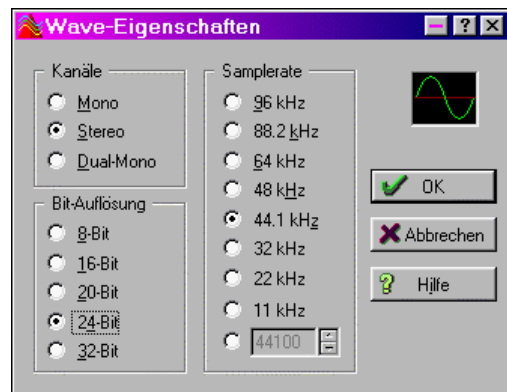 Wave-Eigenschaften
Kanäle
Mono
Stereo
Dual-Mono
Bit-Auflösung
8-Bit
16-Bit
20-Bit
24-Bit
32-Bit
Samplerate
96 kHz
88.2 kHz
64 kHz
48 kHz
44.1 kHz
32 kHz
22 kHz
11 kHz
44100
OK
Abbrechen
Hilfe